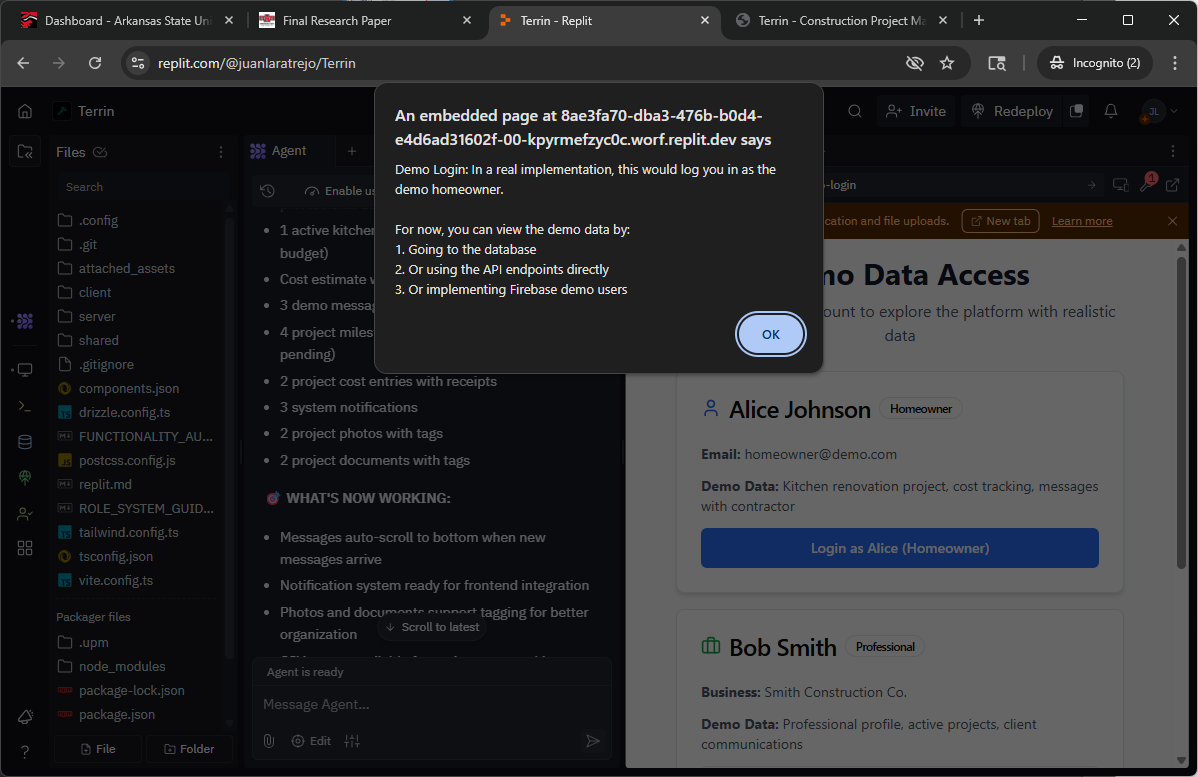 Dashboard - Arkansas State Uni
Final Research Paper
Terrin - Replit
Terrin - Construction Project Ma
replit.com/@juanlaratrejo/Terrin
Incognito (2)
Terrin
Invite
Redeploy
JL
Files
Search
.config
.git
attached_assets
client
server
shared
.gitignore
components.json
drizzle.config.ts
FUNCTIONALITY_AU...
postcss.config.js
replit.md
ROLE_SYSTEM_GUID...
tailwind.config.ts
tsconfig.json
vite.config.ts
Packager files
.upm
node_modules
package-lock.json
package.json
File
Folder
Agent
Enable us
1 active kitchen
budget)
Cost estimate
3 demo messag
4 project miles
pending)
2 project cost entries with receipts
3 system notifications
2 project photos with tags
2 project documents with tags
🎯 WHAT'S NOW WORKING:
Messages auto-scroll to bottom when new
messages arrive
Notification system ready for frontend integration
Photos and documents support tagging for better
organization
Scroll to latest
Agent is ready
Message Agent...
Edit
An embedded page at 8ae3fa70-dba3-476b-b0d4-
e4d6ad31602f-00-kpyrmefzyc0c.worf.replit.dev says
Demo Login: In a real implementation, this would log you in as the
demo homeowner.
For now, you can view the demo data by:
1. Going to the database
2. Or using the API endpoints directly
3. Or implementing Firebase demo users
OK
o-login
1
cation and file uploads.
New tab
Learn more
mo Data Access
ount to explore the platform with realistic
data
Alice Johnson
Homeowner
Email: homeowner@demo.com
Demo Data: Kitchen renovation project, cost tracking, messages
with contractor
Login as Alice (Homeowner)
Bob Smith
Professional
Business: Smith Construction Co.
Demo Data: Professional profile, active projects, client
communications